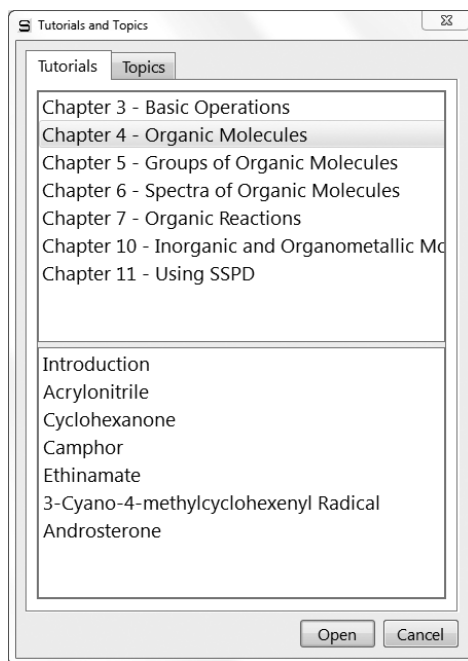 Tutorials and Topics
Tutorials
Topics
Chapter 3 - Basic Operations
Chapter 4 - Organic Molecules
Chapter 5 - Groups of Organic Molecules
Chapter 6 - Spectra of Organic Molecules
Chapter 7 - Organic Reactions
Chapter 10 - Inorganic and Organometallic Mo
Chapter 11 - Using SSPD
Introduction
Acrylonitrile
Cyclohexanone
Camphor
Ethinamate
3-Cyano-4-methylcyclohexenyl Radical
Androsterone
Open
Cancel